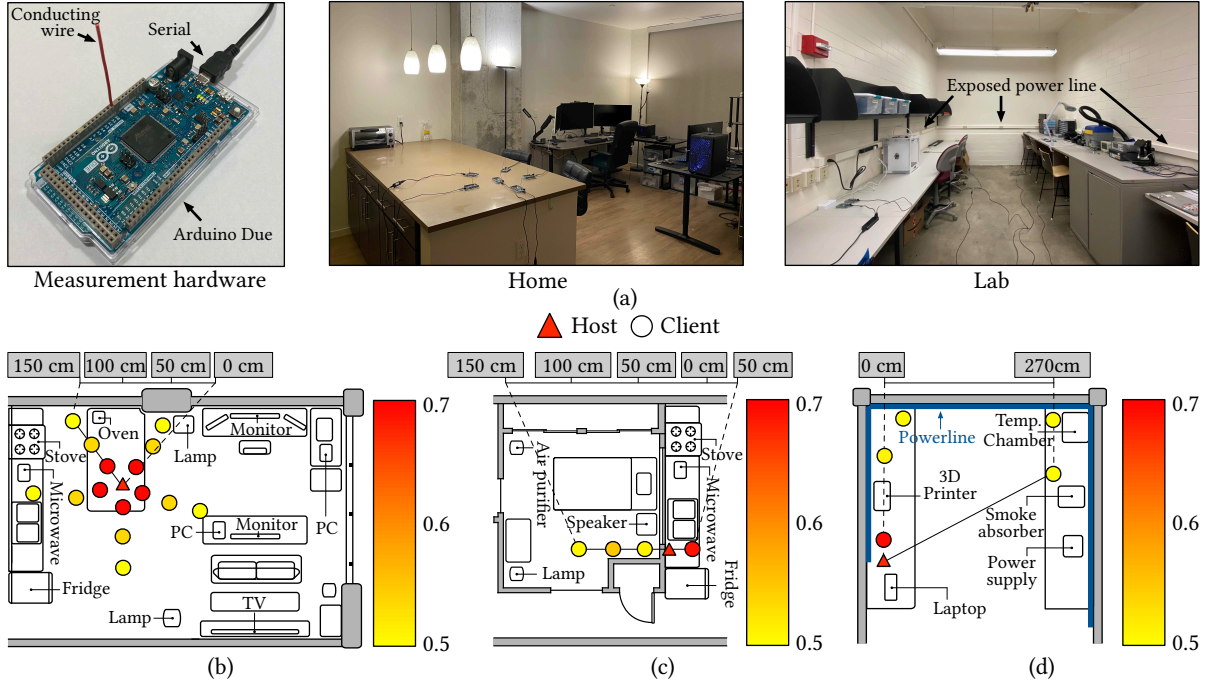 Conducting
wire
Serial
Arduino Due
Measurement hardware
Home
Exposed power line
Lab
(a)
Host Client
150 cm 100 cm 50 cm 0 cm
Oven
Stove
Lamp
Monitor
Microwave
PC
Monitor
PC
Fridge
Lamp
TV
0.7
0.6
0.5
(b)
150 cm 100 cm 50 cm 0 cm 50 cm
Air purifier
Stove
Microwave
Speaker
Lamp
Fridge
0.7
0.6
0.5
(c)
0 cm 270cm
Powerline
Temp.
Chamber
3D
Printer
Smoke
absorber
Power
supply
Laptop
0.7
0.6
0.5
(d)